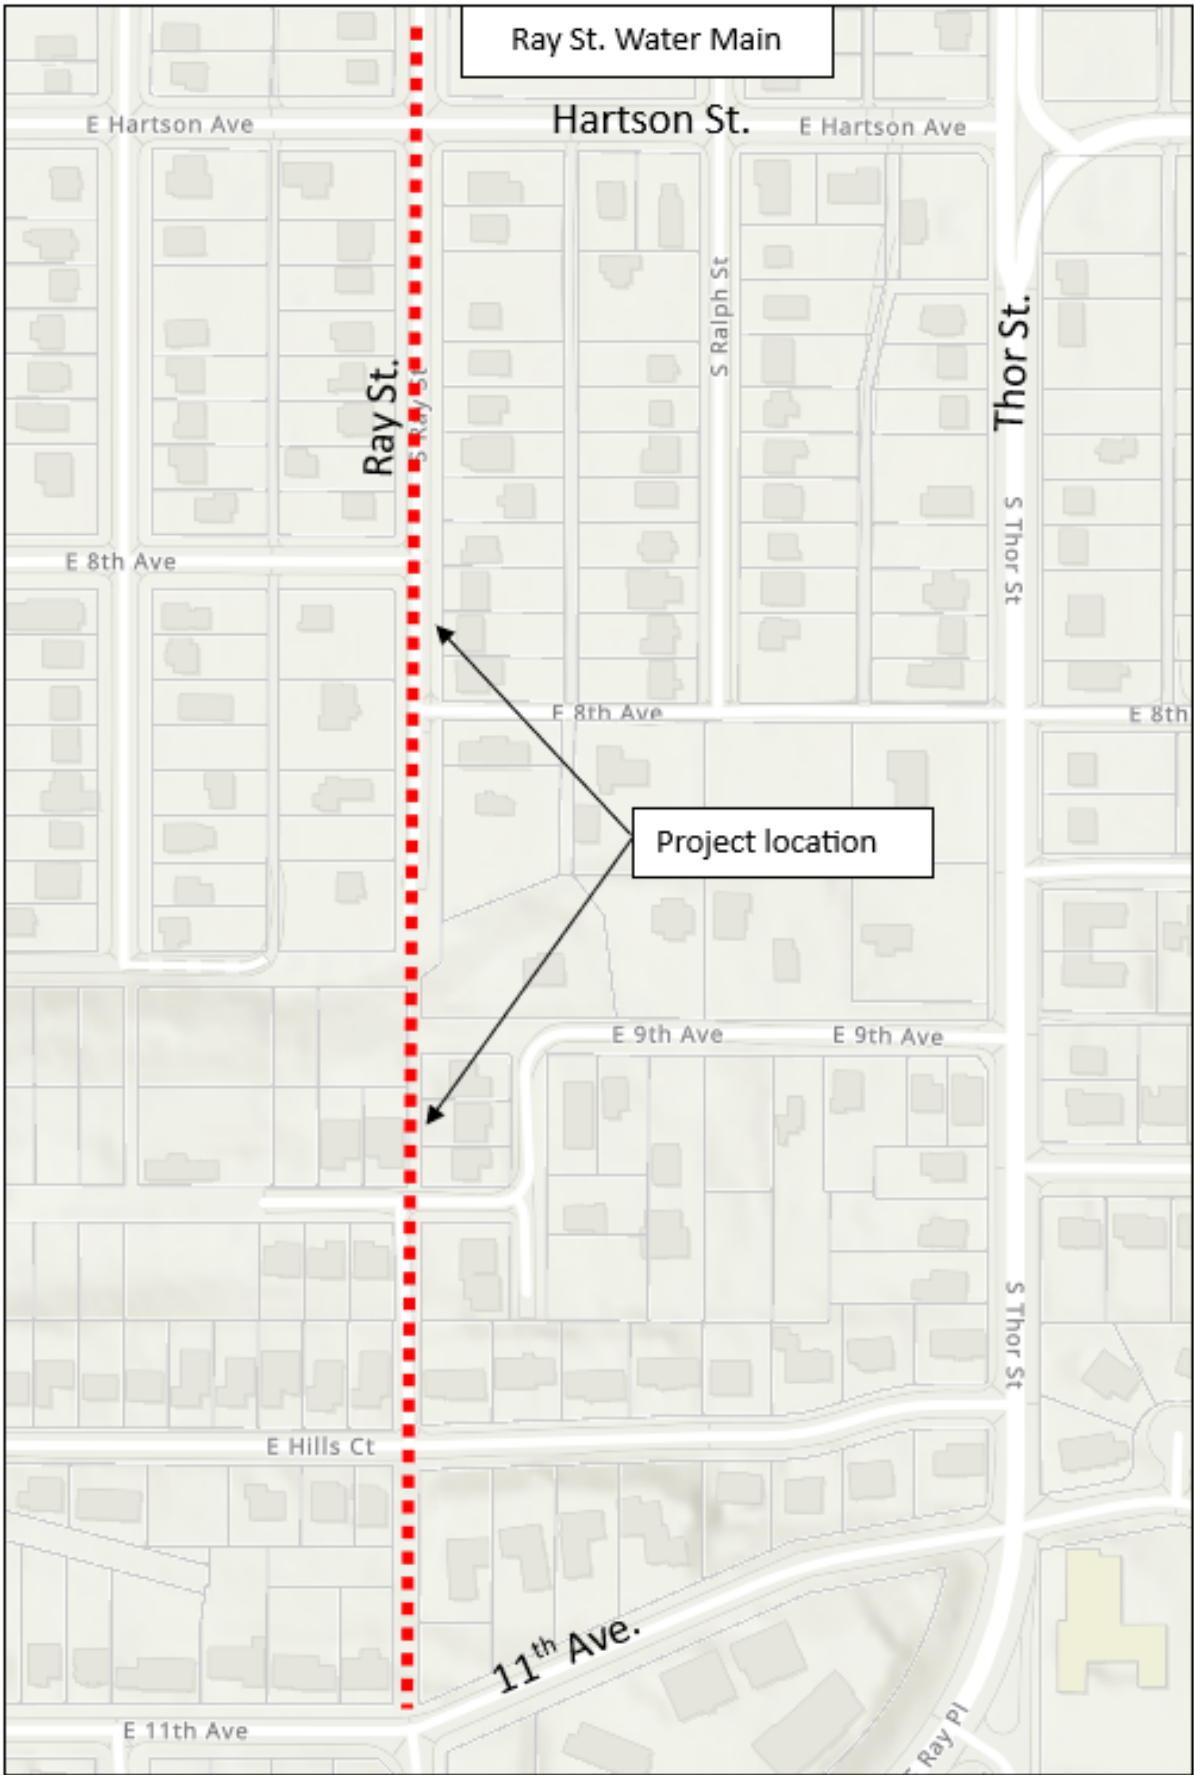 Ray St. Water Main
E Hartson Ave
Hartson St.
E Hartson Ave
S Ralph St
Thor St.
Ray St.
S Ray St
S Thor St
E 8th Ave
E 8th Ave
E 8th
Project location
E 9th Ave
E 9th Ave
S Thor St
E Hills Ct
11th Ave.
E 11th Ave
Ray Pl